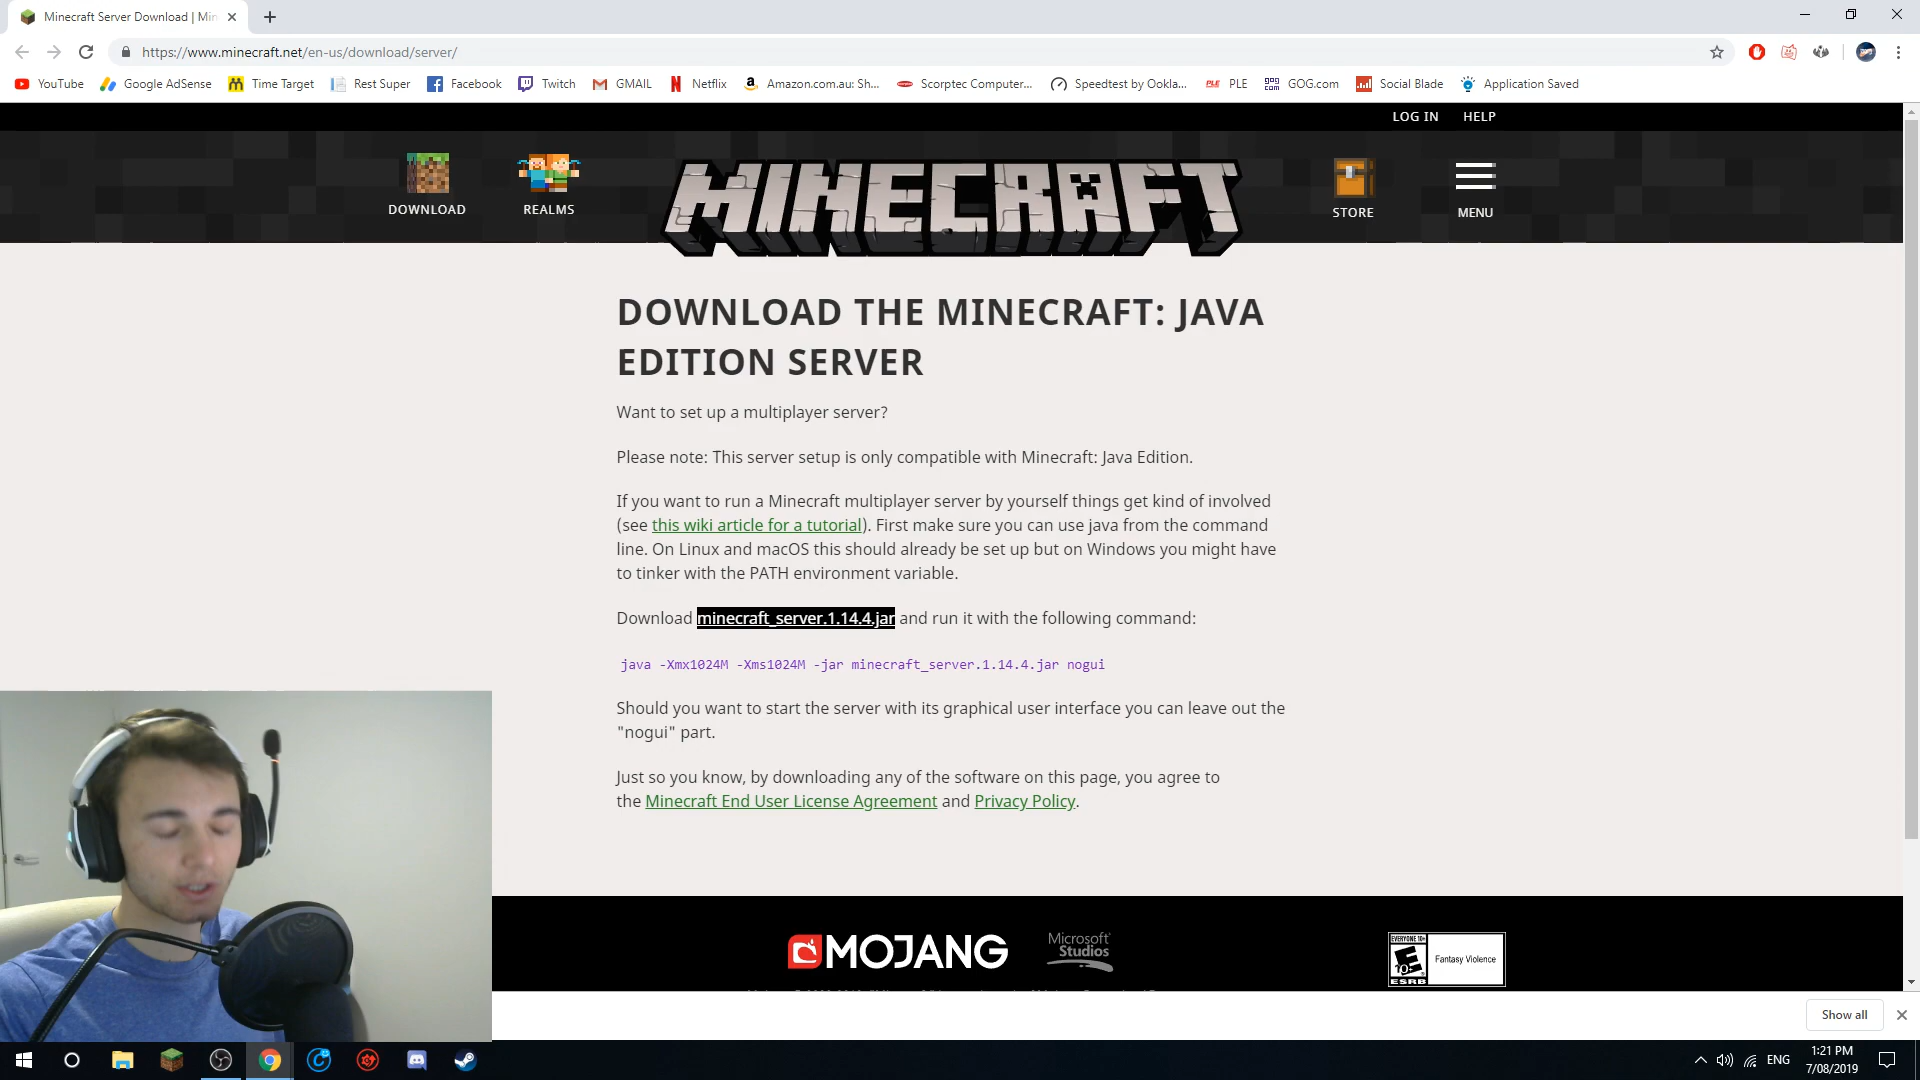 Minecraft Server Download | Min
https://www.minecraft.net/en-us/download/server/
YouTube Google AdSense Time Target Rest Super Facebook Twitch GMAIL Netflix Amazon.com.au: Sh... Scorptec Computer... Speedtest by Ookla... PLE PLE GOG.com Social Blade Application Saved
LOG IN HELP
DOWNLOAD REALMS MINECRAFT STORE MENU
DOWNLOAD THE MINECRAFT: JAVA
EDITION SERVER
Want to set up a multiplayer server?
Please note: This server setup is only compatible with Minecraft: Java Edition.
If you want to run a Minecraft multiplayer server by yourself things get kind of involved
(see this wiki article for a tutorial). First make sure you can use java from the command
line. On Linux and macOS this should already be set up but on Windows you might have
to tinker with the PATH environment variable.
Download minecraft_server.1.14.4.jar and run it with the following command:
java -Xmx1024M -Xms1024M -jar minecraft_server.1.14.4.jar nogui
Should you want to start the server with its graphical user interface you can leave out the
"nogui" part.
Just so you know, by downloading any of the software on this page, you agree to
the Minecraft End User License Agreement and Privacy Policy.
MOJANG Microsoft Studios EVERYONE 10+ E 10+ ESRB Fantasy Violence
Show all
ENG 1:21 PM
7/08/2019